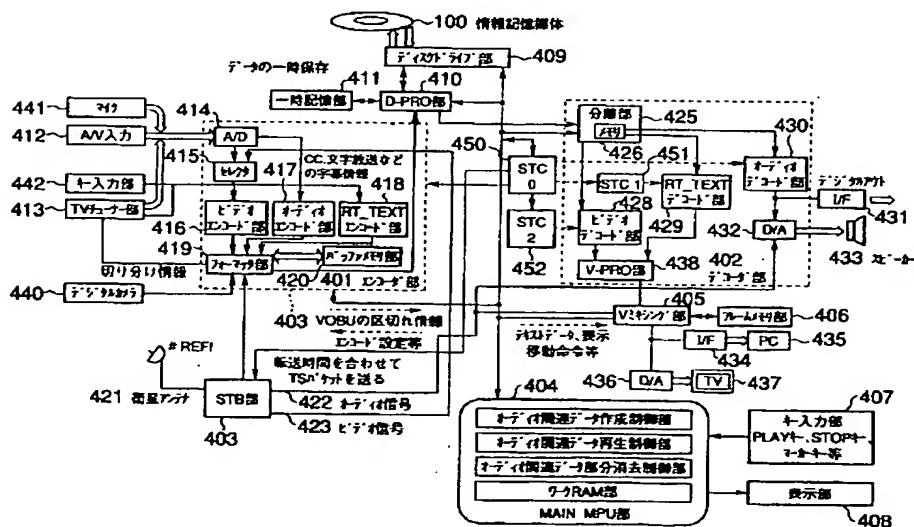 100 情報記憶媒体
ディスクドライブ部
409
データの一時保存
411
410
一時記憶部
D-PRO部
441
マイク
412
A/V入力
414
A/D
415
セレクタ
417
CC,文字放送など
の字幕情報
418
442
キー入力部
413
TVチューナー部
416
ビデオ
エンコード部
オーディオ
エンコード部
RT_TEXT
エンコード部
419
フォーマッタ部
バッファメモリ部
切り分け情報
420
401
エンコーダ部
440
デジタルカメラ
403
VOBUの区切れ情報
エンコード設定等
分離部
425
メモリ
426
430
オーディオ
デコード部
450
STC
0
STC 1
451
RT_TEXT
デコード部
デジタルアウト
I/F
431
428
ビデオ
デコード部
429
432
D/A
433
スピーカー
STC
2
452
402
デコーダ部
V-PRO部
438
405
Vミキシング部
フレームメモリ部
406
テキストデータ、表示
移動命令等
I/F
434
PC
435
436
D/A
TV
437
転送時間を合わせて
TSパケットを送る
#REF!
421 衛星アンテナ
STB部
403
422 オーディオ信号
423 ビデオ信号
404
オーディオ関連データ作成制御部
オーディオ関連データ再生制御部
オーディオ関連データ部分消去制御部
ワークRAM部
MAIN MPU部
407
キー入力部
PLAYキー、STOPキー、
マーカキー等
表示部
408